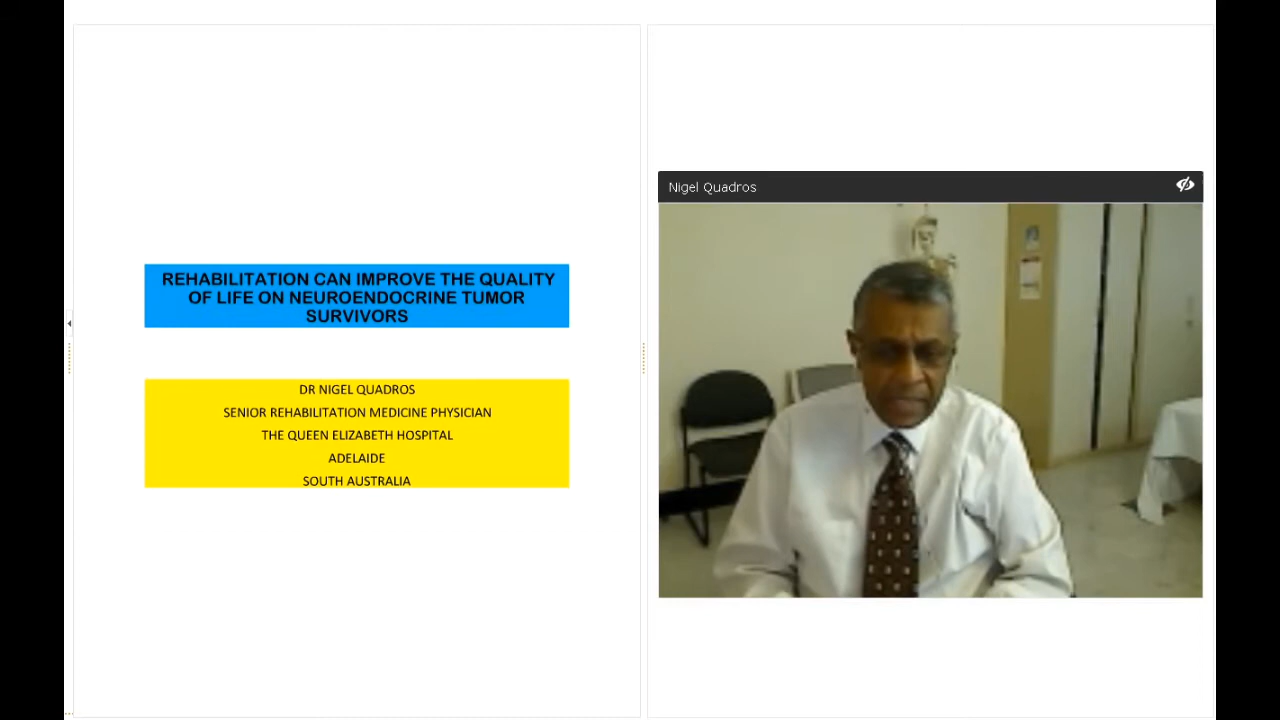 REHABILITATION CAN IMPROVE THE QUALITY
OF LIFE ON NEUROENDOCRINE TUMOR
SURVIVORS
DR NIGEL QUADROS
SENIOR REHABILITATION MEDICINE PHYSICIAN
THE QUEEN ELIZABETH HOSPITAL
ADELAIDE
SOUTH AUSTRALIA
Nigel Quadros